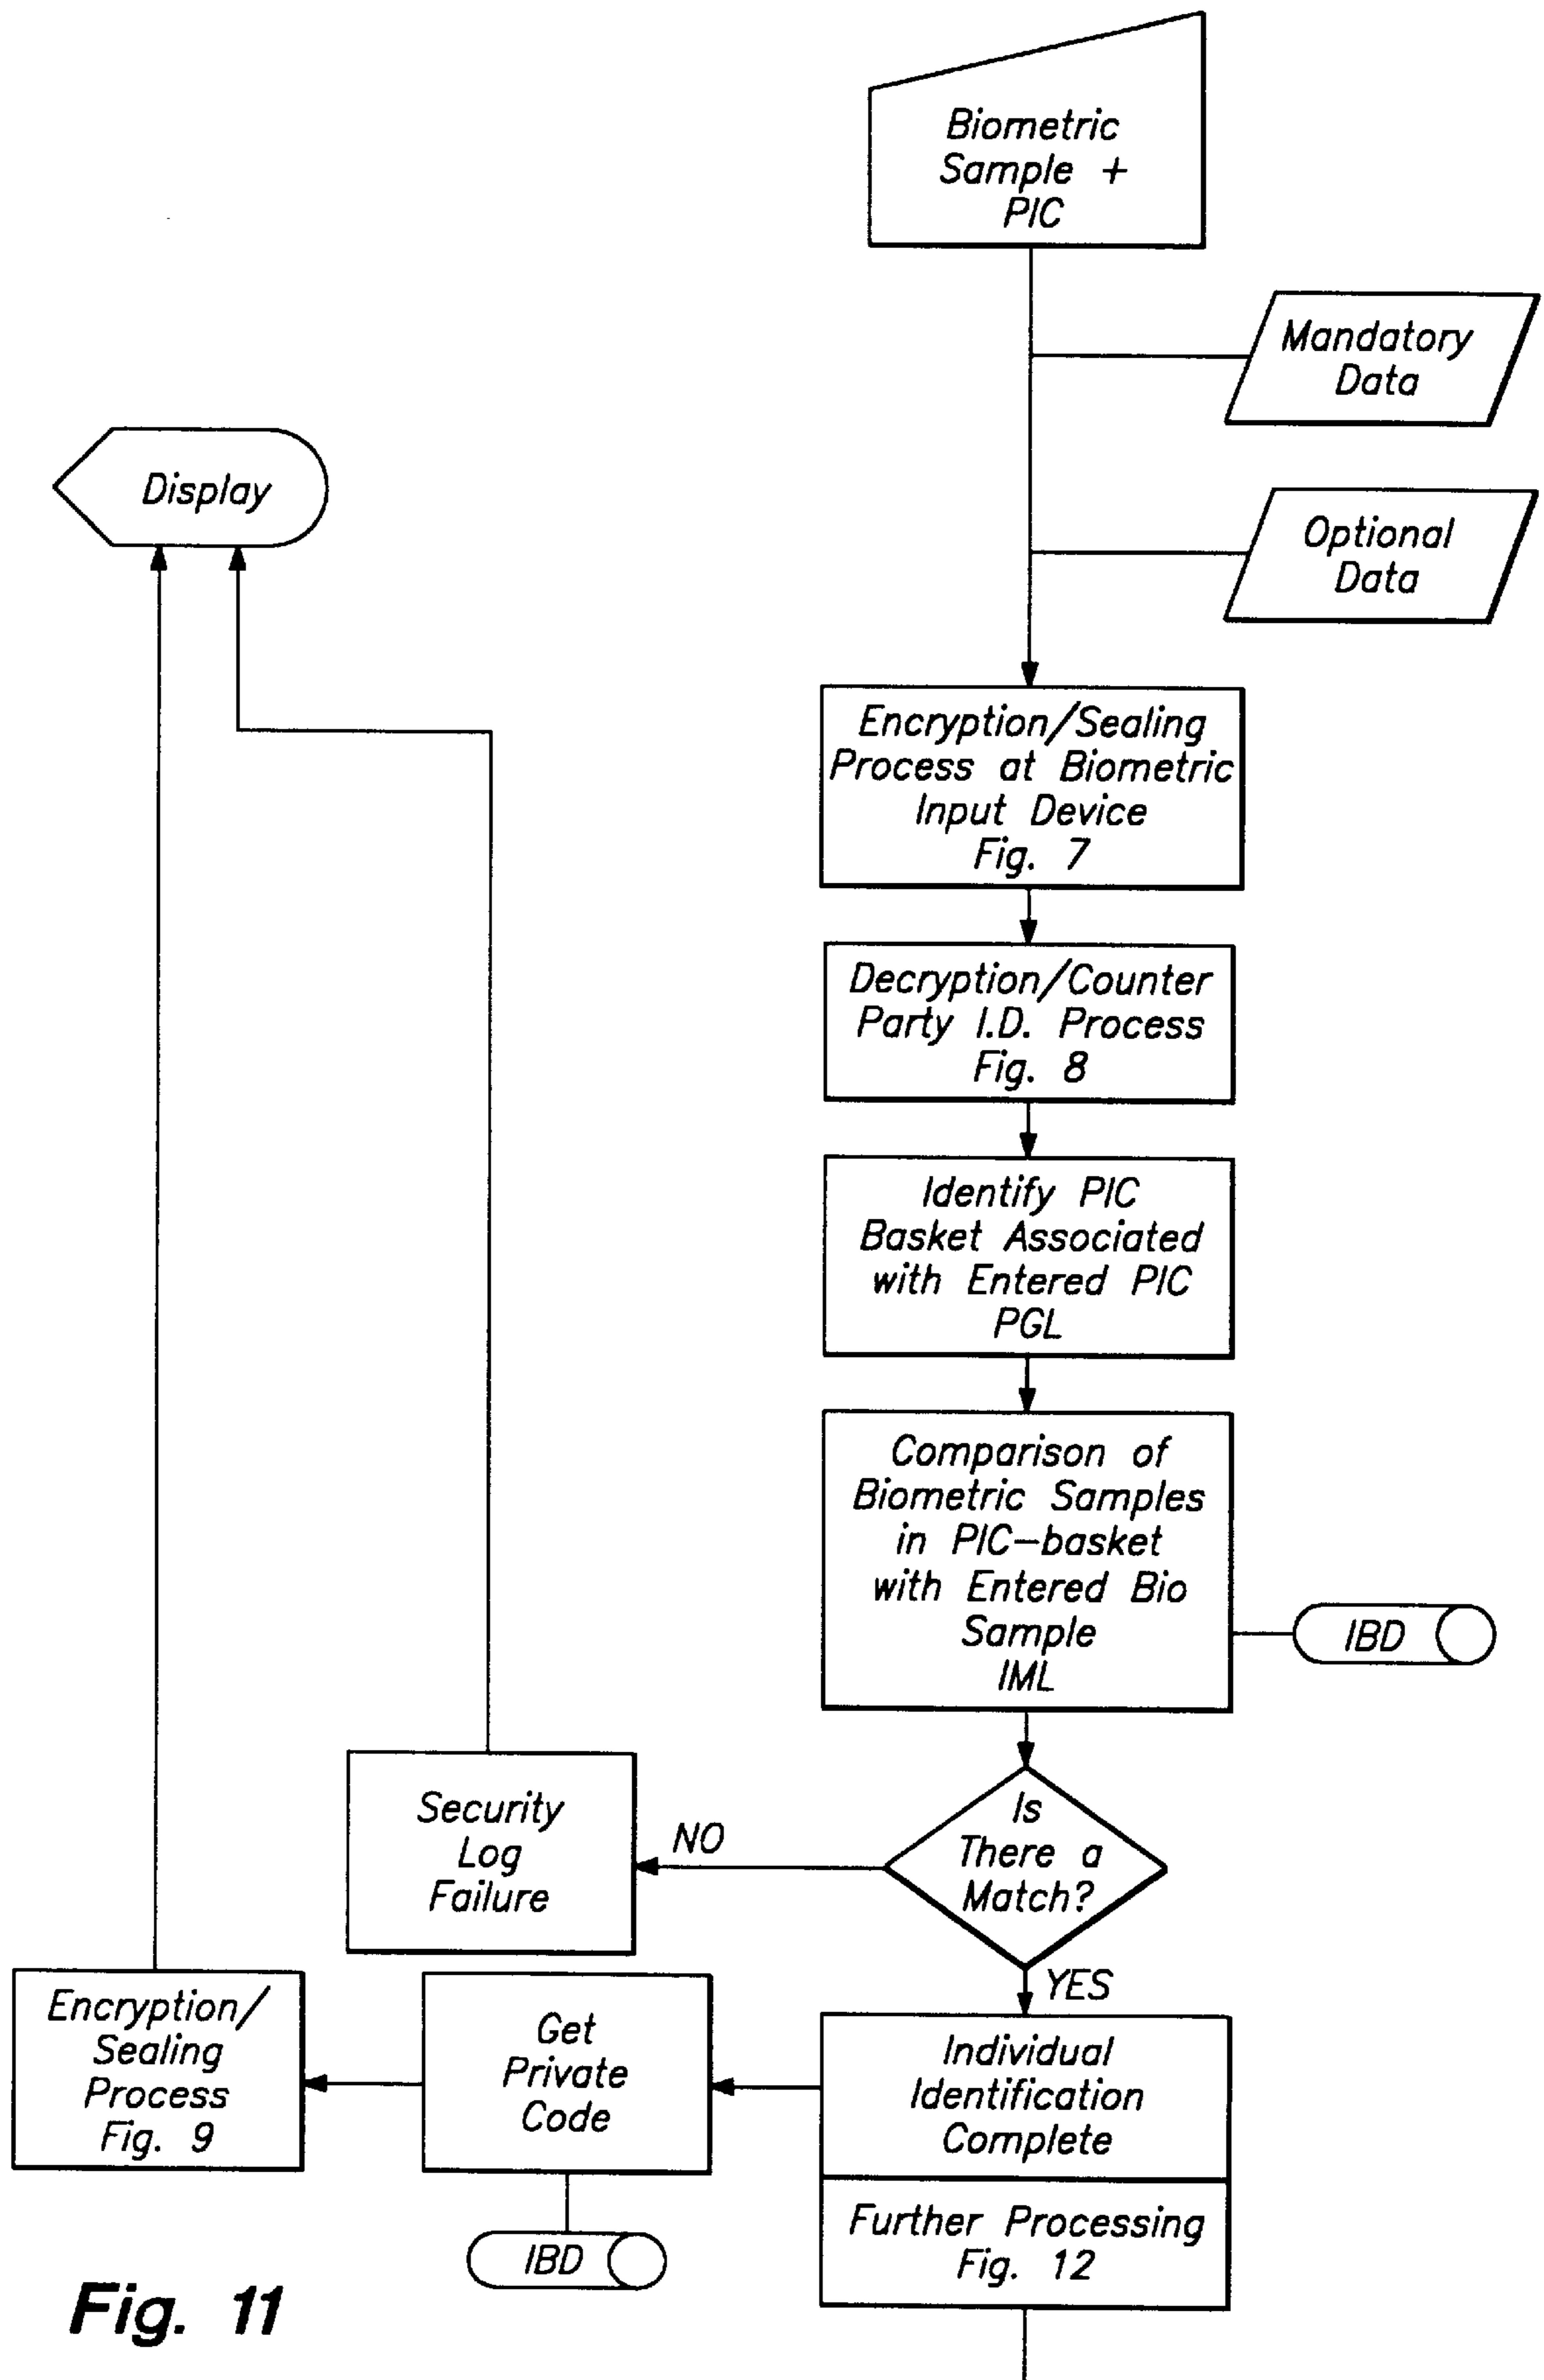 Biometric
Sample +
PIC
Mandatory
Data
Optional
Data
Display
Encryption/Sealing
Process at Biometric
Input Device
Fig. 7
Decryption/Counter
Party I.D. Process
Fig. 8
Identify PIC
Basket Associated
with Entered PIC
PGL
Comparison of
Biometric Samples
in PIC-basket
with Entered Bio
Sample
IML
IBD
Is
There a
Match?
NO
Security
Log
Failure
YES
Individual
Identification
Complete
Further Processing
Fig. 12
Get
Private
Code
IBD
Encryption/
Sealing
Process
Fig. 9
Fig. 11